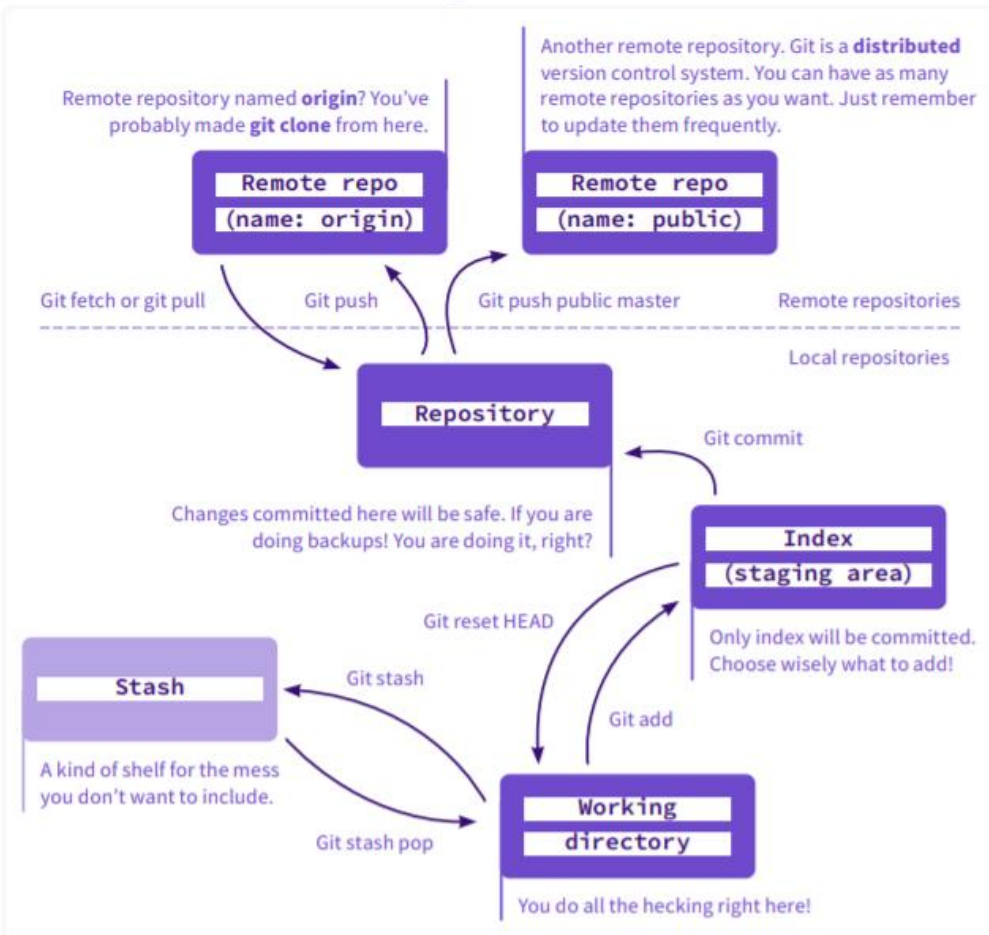 Another remote repository. Git is a distributed
version control system. You can have as many
remote repositories as you want. Just remember
to update them frequently.
Remote repository named origin? You've
probably made git clone from here.
Remote repo
(name: origin)
Remote repo
(name: public)
Git fetch or git pull
Git push
Git push public master
Remote repositories
Local repositories
Repository
Git commit
Changes committed here will be safe. If you are
doing backups! You are doing it, right?
Index
(staging area)
Git reset HEAD
Only index will be committed.
Choose wisely what to add!
Stash
Git stash
Git add
A kind of shelf for the mess
you don't want to include.
Git stash pop
Working
directory
You do all the hecking right here!